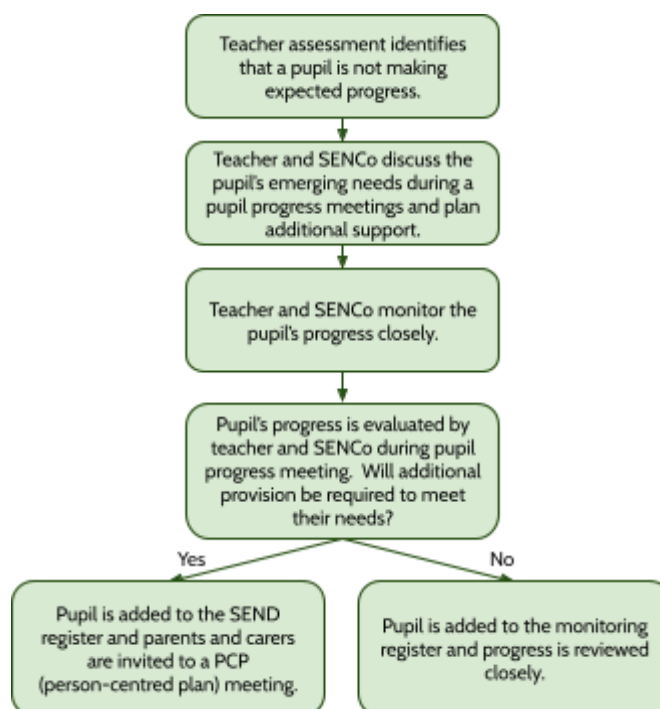 Teacher assessment identifies
that a pupil is not making
expected progress.
Teacher and SENCo discuss the
pupil's emerging needs during a
pupil progress meetings and plan
additional support.
Teacher and SENCo monitor the
pupil's progress closely.
Pupil's progress is evaluated by
teacher and SENCo during pupil
progress meeting. Will additional
provision be required to meet
their needs?
Yes
No
Pupil is added to the SEND
register and parents and carers
are invited to a PCP
(person-centred plan) meeting.
Pupil is added to the monitoring
register and progress is reviewed
closely.